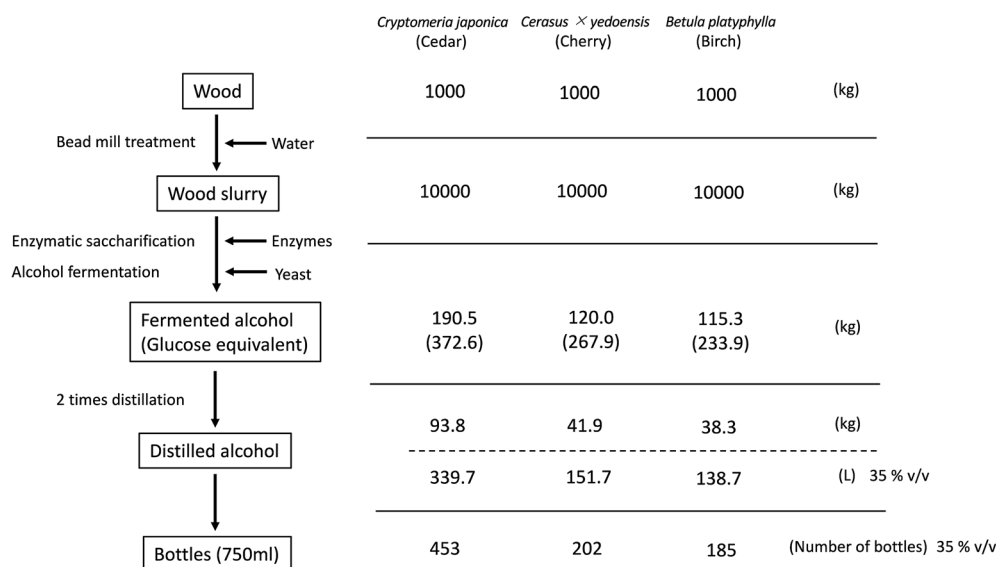 Cryptomeria japonica Cerasus × yedoensis Betula platyphylla
(Cedar) (Cherry) (Birch)
Wood 1000 1000 1000 (kg)
Bead mill treatment Water
Wood slurry 10000 10000 10000 (kg)
Enzymatic saccharification Enzymes
Alcohol fermentation Yeast
Fermented alcohol 190.5 120.0 115.3 (kg)
(Glucose equivalent) (372.6) (267.9) (233.9)
2 times distillation
93.8 41.9 38.3 (kg)
Distilled alcohol
339.7 151.7 138.7 (L) 35 % v/v
Bottles (750ml) 453 202 185 (Number of bottles) 35 % v/v